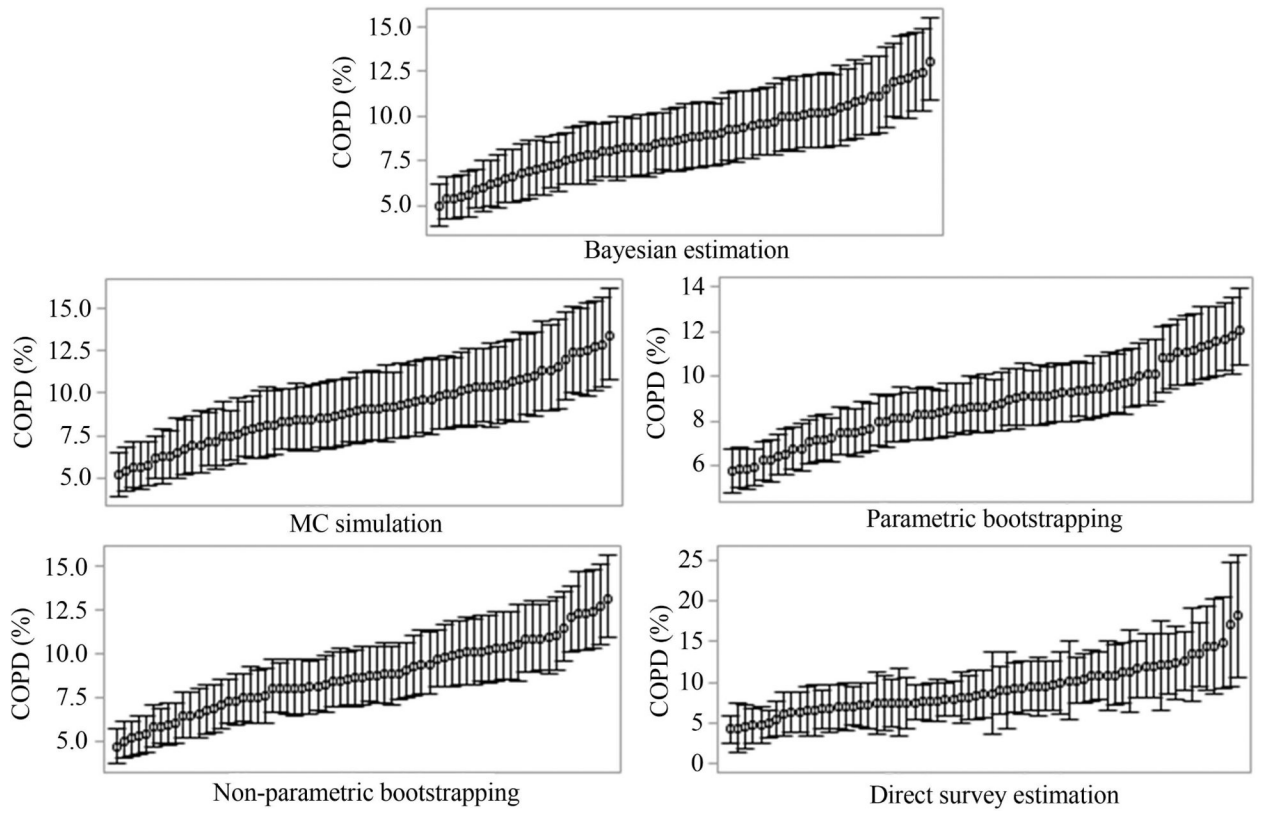 15.0
12.5
10.0
7.5
5.0
COPD (%)
Bayesian estimation
15.0
12.5
10.0
7.5
5.0
COPD (%)
MC simulation
14
12
10
8
6
COPD (%)
Parametric bootstrapping
15.0
12.5
10.0
7.5
5.0
COPD (%)
Non-parametric bootstrapping
25
20
15
10
5
0
COPD (%)
Direct survey estimation